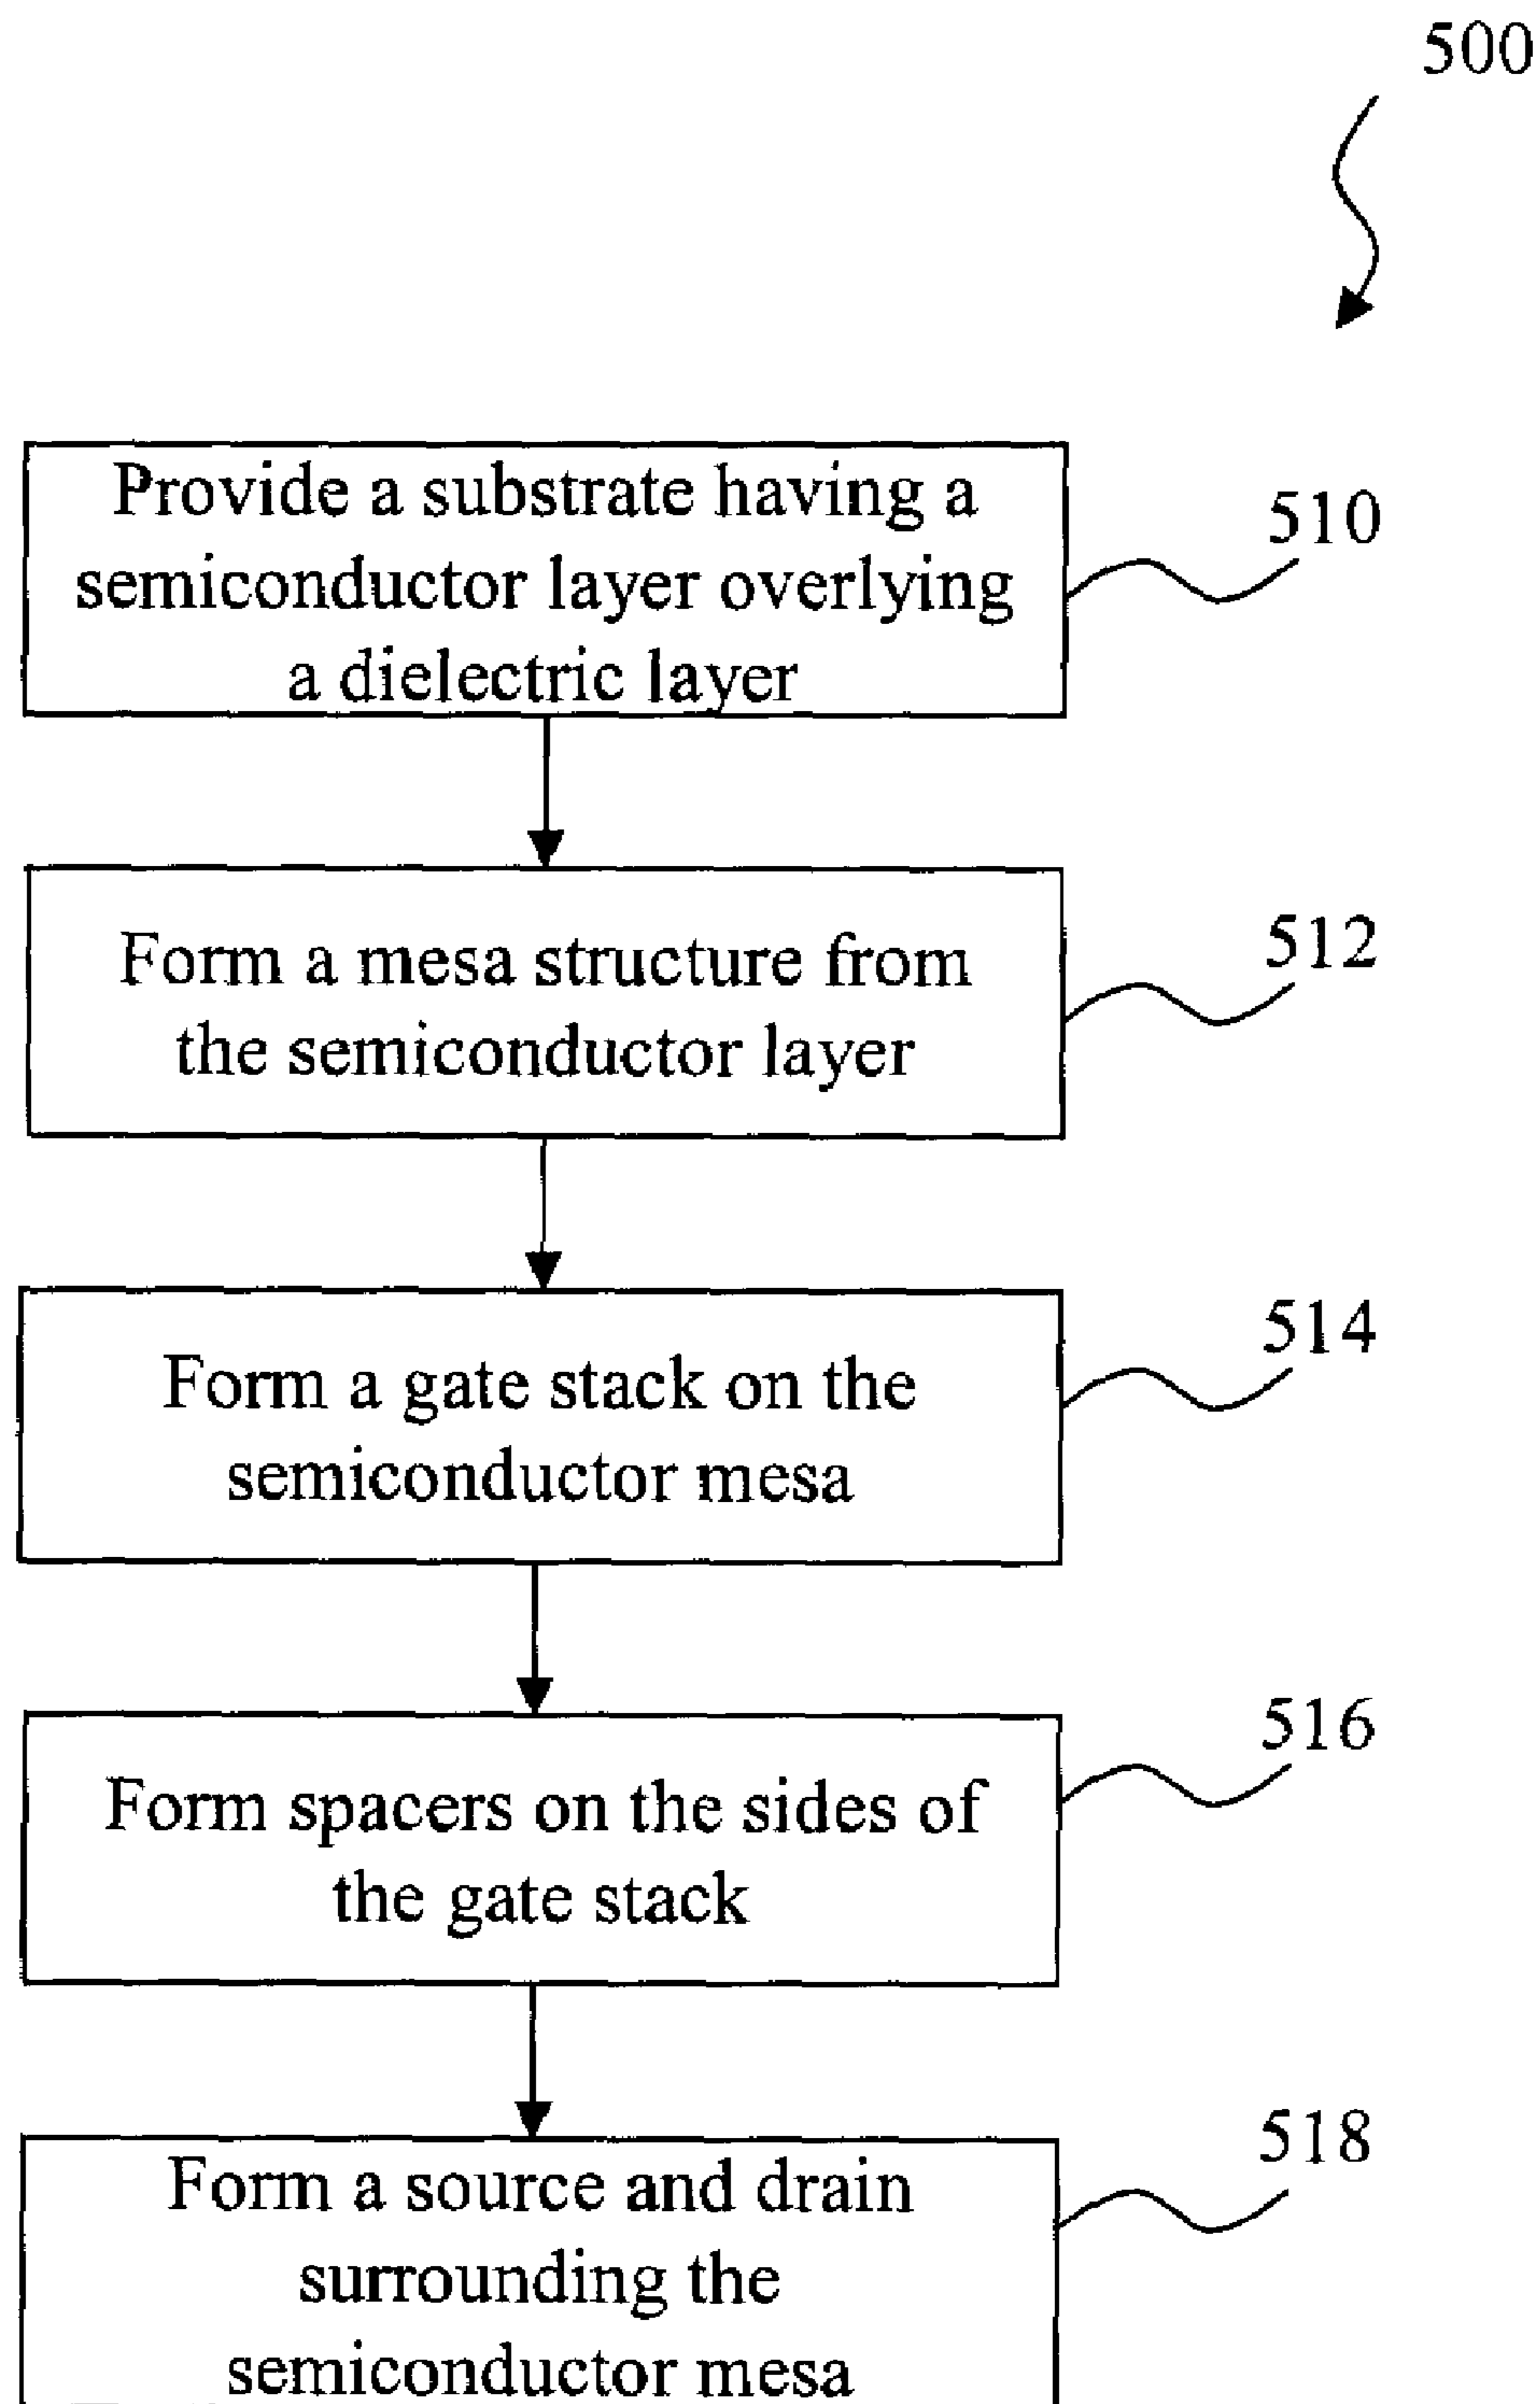 500
Provide a substrate having a
semiconductor layer overlying
a dielectric layer
510
Form a mesa structure from
the semiconductor layer
512
Form a gate stack on the
semiconductor mesa
514
Form spacers on the sides of
the gate stack
516
Form a source and drain
surrounding the
semiconductor mesa
518